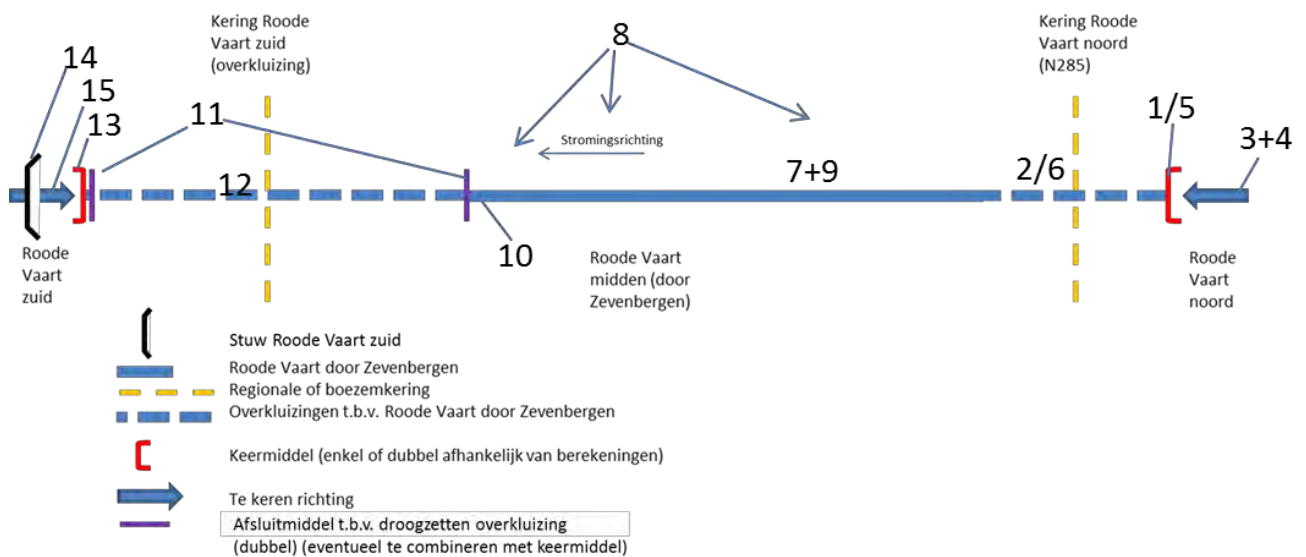 Kering Roode
Vaart zuid
(overkluizing)
8
Kering Roode
Vaart noord
(N285)
14
15
13
11
1/5
3+4
Stromingsrichting
12
7+9
2/6
10
Roode
Vaart
zuid
Roode Vaart
midden (door
Zevenbergen)
Roode
Vaart
noord
Stuw Roode Vaart zuid
Roode Vaart door Zevenbergen
Regionale of boezemkering
Overkluizingen t.b.v. Roode Vaart door Zevenbergen
Keermiddel (enkel of dubbel afhankelijk van berekeningen)
Te keren richting
Afsluitmiddel t.b.v. droogzetten overkluizing
(dubbel) (eventueel te combineren met keermiddel)